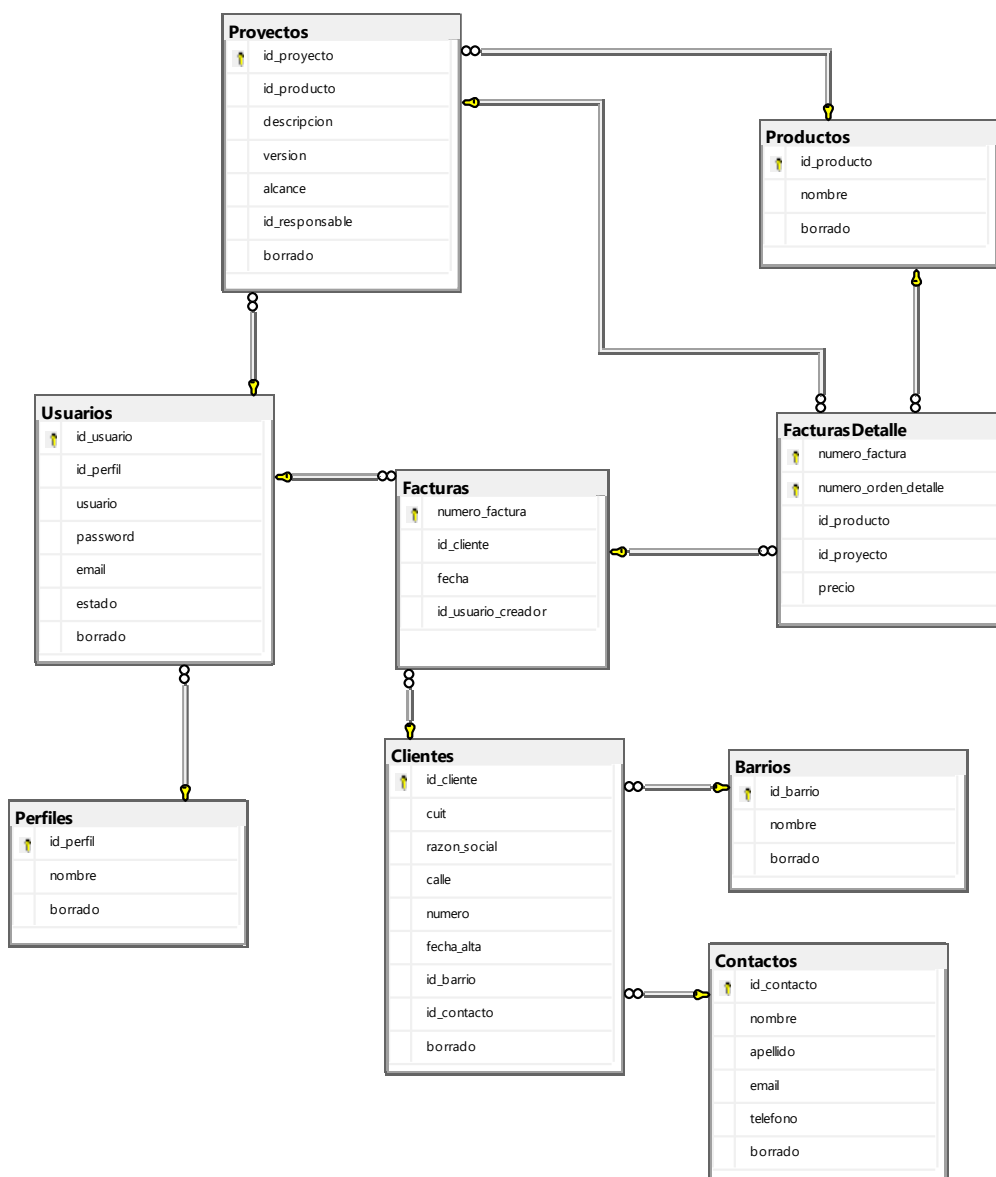 Proyectos
id_proyecto
id_producto
descripcion
version
alcance
id_responsable
borrado
Productos
id_producto
nombre
borrado
Usuarios
id_usuario
id_perfil
usuario
password
email
estado
borrado
Facturas
numero_factura
id_cliente
fecha
id_usuario_creador
FacturasDetalle
numero_factura
numero_orden_detalle
id_producto
id_proyecto
precio
Perfiles
id_perfil
nombre
borrado
Clientes
id_cliente
cuit
razon_social
calle
numero
fecha_alta
id_barrio
id_contacto
borrado
Barrios
id_barrio
nombre
borrado
Contactos
id_contacto
nombre
apellido
email
telefono
borrado